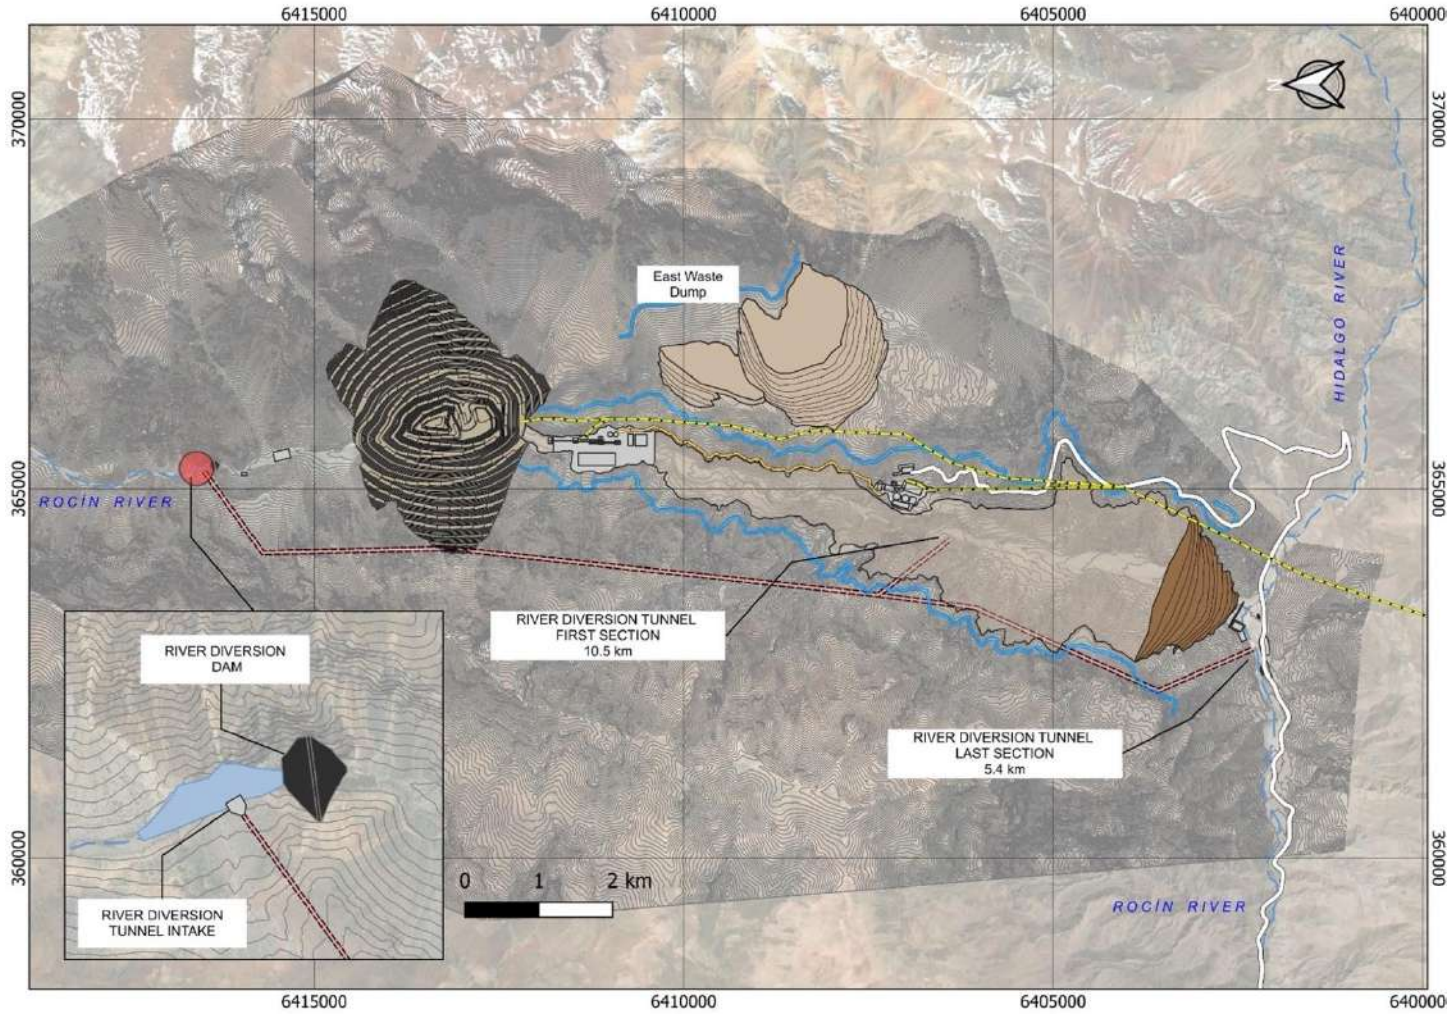 6415000
6410000
6405000
640000
370000
370000
N
East Waste
Dump
HIDALGO RIVER
365000
365000
ROCÍN RIVER
RIVER DIVERSION TUNNEL
FIRST SECTION
10.5 km
RIVER DIVERSION
DAM
RIVER DIVERSION TUNNEL
LAST SECTION
5.4 km
360000
360000
0 1 2 km
RIVER DIVERSION
TUNNEL INTAKE
ROCÍN RIVER
6415000
6410000
6405000
640000